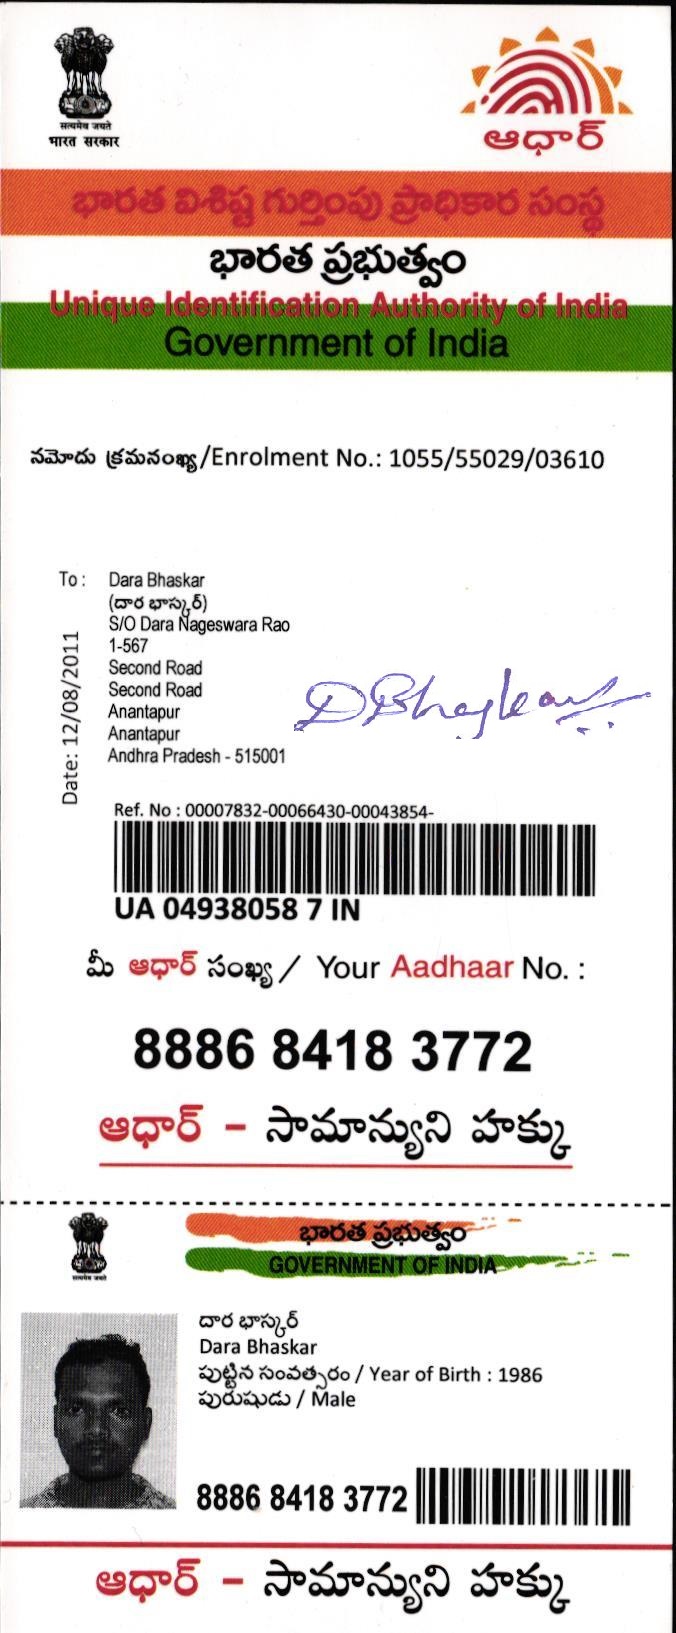 सत्यमेव जयते
भारत सरकार
ఆధార్
భారత విశిష్ట గుర్తింపు ప్రాధికార సంస్థ
భారత ప్రభుత్వం
Unique Identification Authority of India
Government of India
నమోదు క్రమసంఖ్య/Enrolment No.: 1055/55029/03610
To : Dara Bhaskar
(దార భాస్కర్)
S/O Dara Nageswara Rao
1-567
Second Road
Second Road
Anantapur
Anantapur
Andhra Pradesh - 515001
Date: 12/08/2011
D Bhaskar
Ref. No : 00007832-00066430-00043854-
UA 04938058 7 IN
మీ ఆధార్ సంఖ్య / Your Aadhaar No. :
8886 8418 3772
ఆధార్ - సామాన్యుని హక్కు
భారత ప్రభుత్వం
GOVERNMENT OF INDIA
सत्यमेव जयते
దార భాస్కర్
Dara Bhaskar
పుట్టిన సంవత్సరం / Year of Birth : 1986
పురుషుడు / Male
8886 8418 3772
ఆధార్ - సామాన్యుని హక్కు